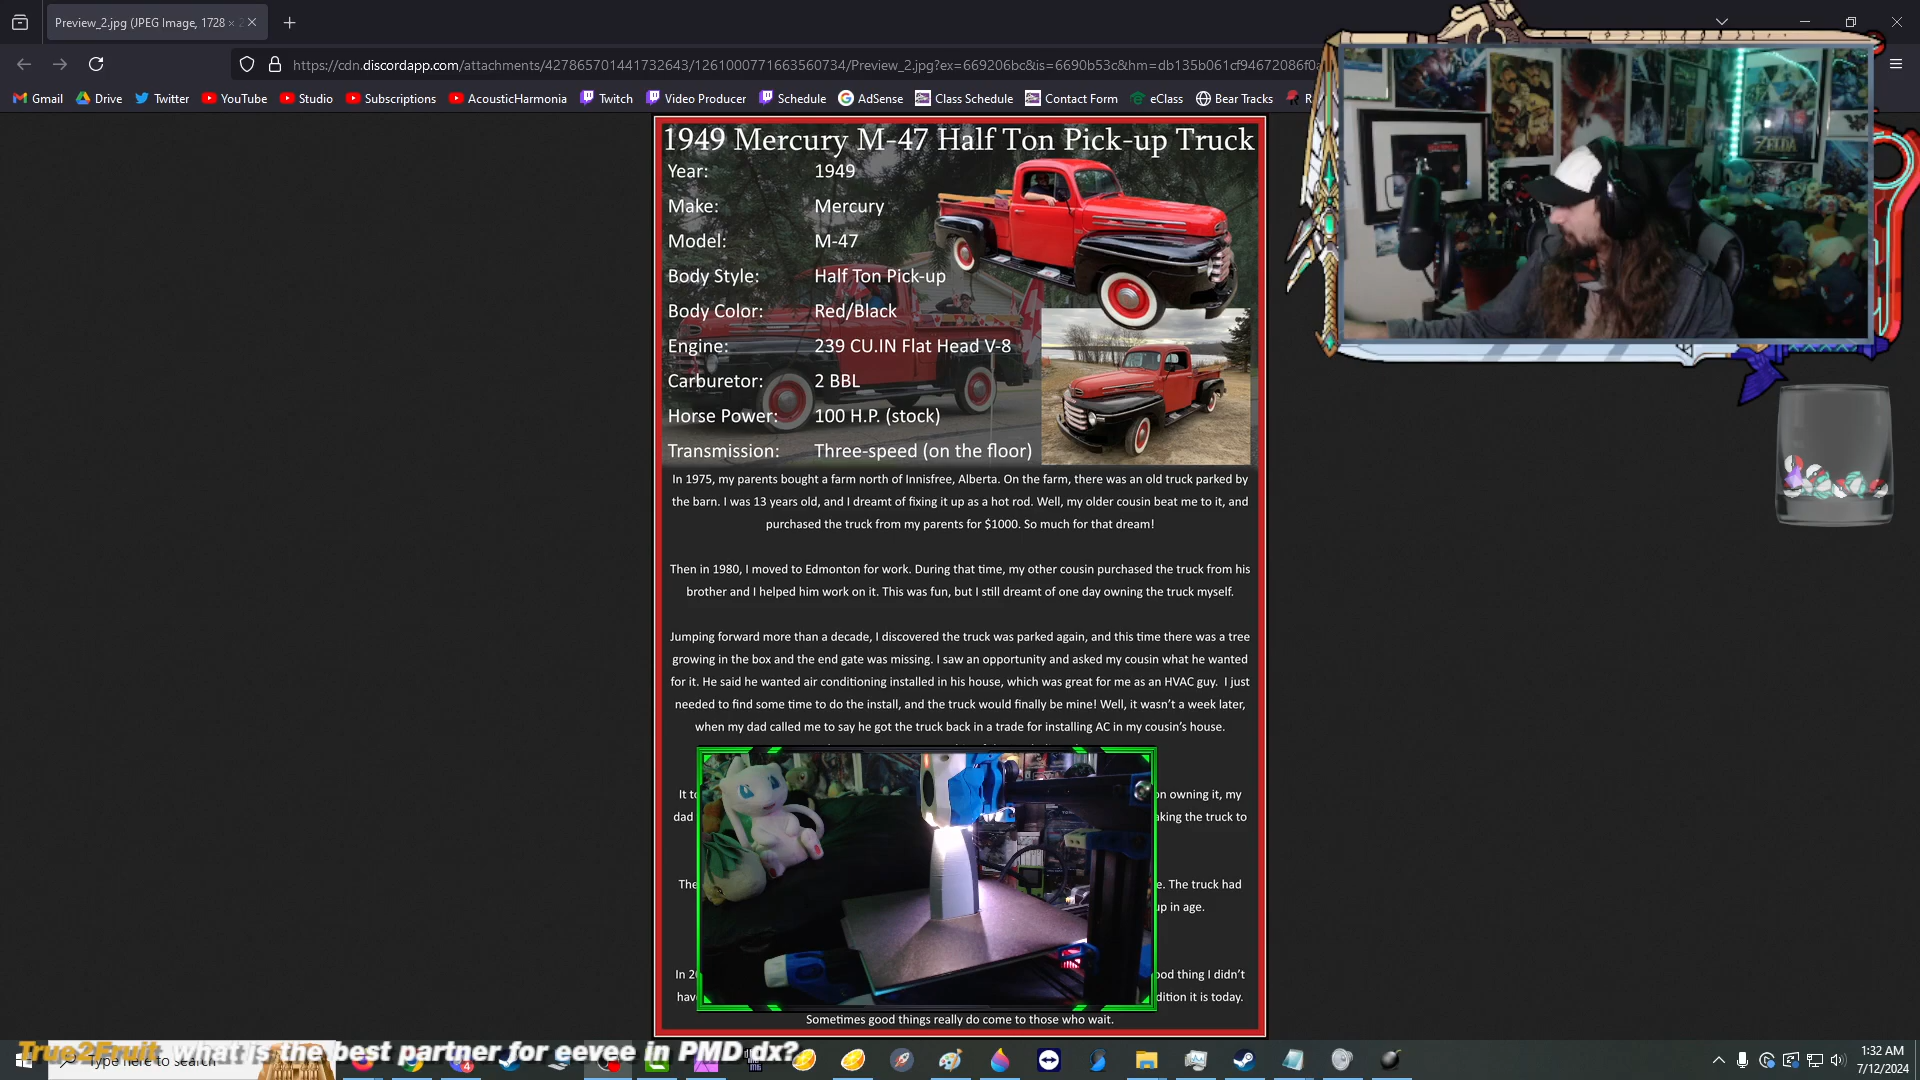 Preview_2.jpg (JPEG Image, 1728 × 2
https://cdn.discordapp.com/attachments/427865701441732643/1261000771663560734/Preview_2.jpg?ex=669206bc&is=6690b53c&hm=db135b061cf94672086f0a
Gmail Drive Twitter YouTube Studio Subscriptions AcousticHarmonia Twitch Video Producer Schedule AdSense Class Schedule Contact Form eClass Bear Tracks R
1949 Mercury M-47 Half Ton Pick-up Truck
Year: 1949
Make: Mercury
Model: M-47
Body Style: Half Ton Pick-up
Body Color: Red/Black
Engine: 239 CU.IN Flat Head V-8
Carburetor: 2 BBL
Horse Power: 100 H.P. (stock)
Transmission: Three-speed (on the floor)
ZELDA
In 1975, my parents bought a farm north of Innisfree, Alberta. On the farm, there was an old truck parked by
the barn. I was 13 years old, and I dreamt of fixing it up as a hot rod. Well, my older cousin beat me to it, and
purchased the truck from my parents for $1000. So much for that dream!
Then in 1980, I moved to Edmonton for work. During that time, my other cousin purchased the truck from his
brother and I helped him work on it. This was fun, but I still dreamt of one day owning the truck myself.
Jumping forward more than a decade, I discovered the truck was parked again, and this time there was a tree
growing in the box and the end gate was missing. I saw an opportunity and asked my cousin what he wanted
for it. He said he wanted air conditioning installed in his house, which was great for me as an HVAC guy. I just
needed to find some time to do the install, and the truck would finally be mine! Well, it wasn't a week later,
when my dad called me to say he got the truck back in a trade for installing AC in my cousin's house.
It to on owning it, my
dad aking the truck to
The e. The truck had
up in age.
In 20 ood thing I didn't
hav dition it is today.
Sometimes good things really do come to those who wait.
True2Fruit what is the best partner for eevee in PMD dx?
Type here to search
4
1:32 AM
7/12/2024